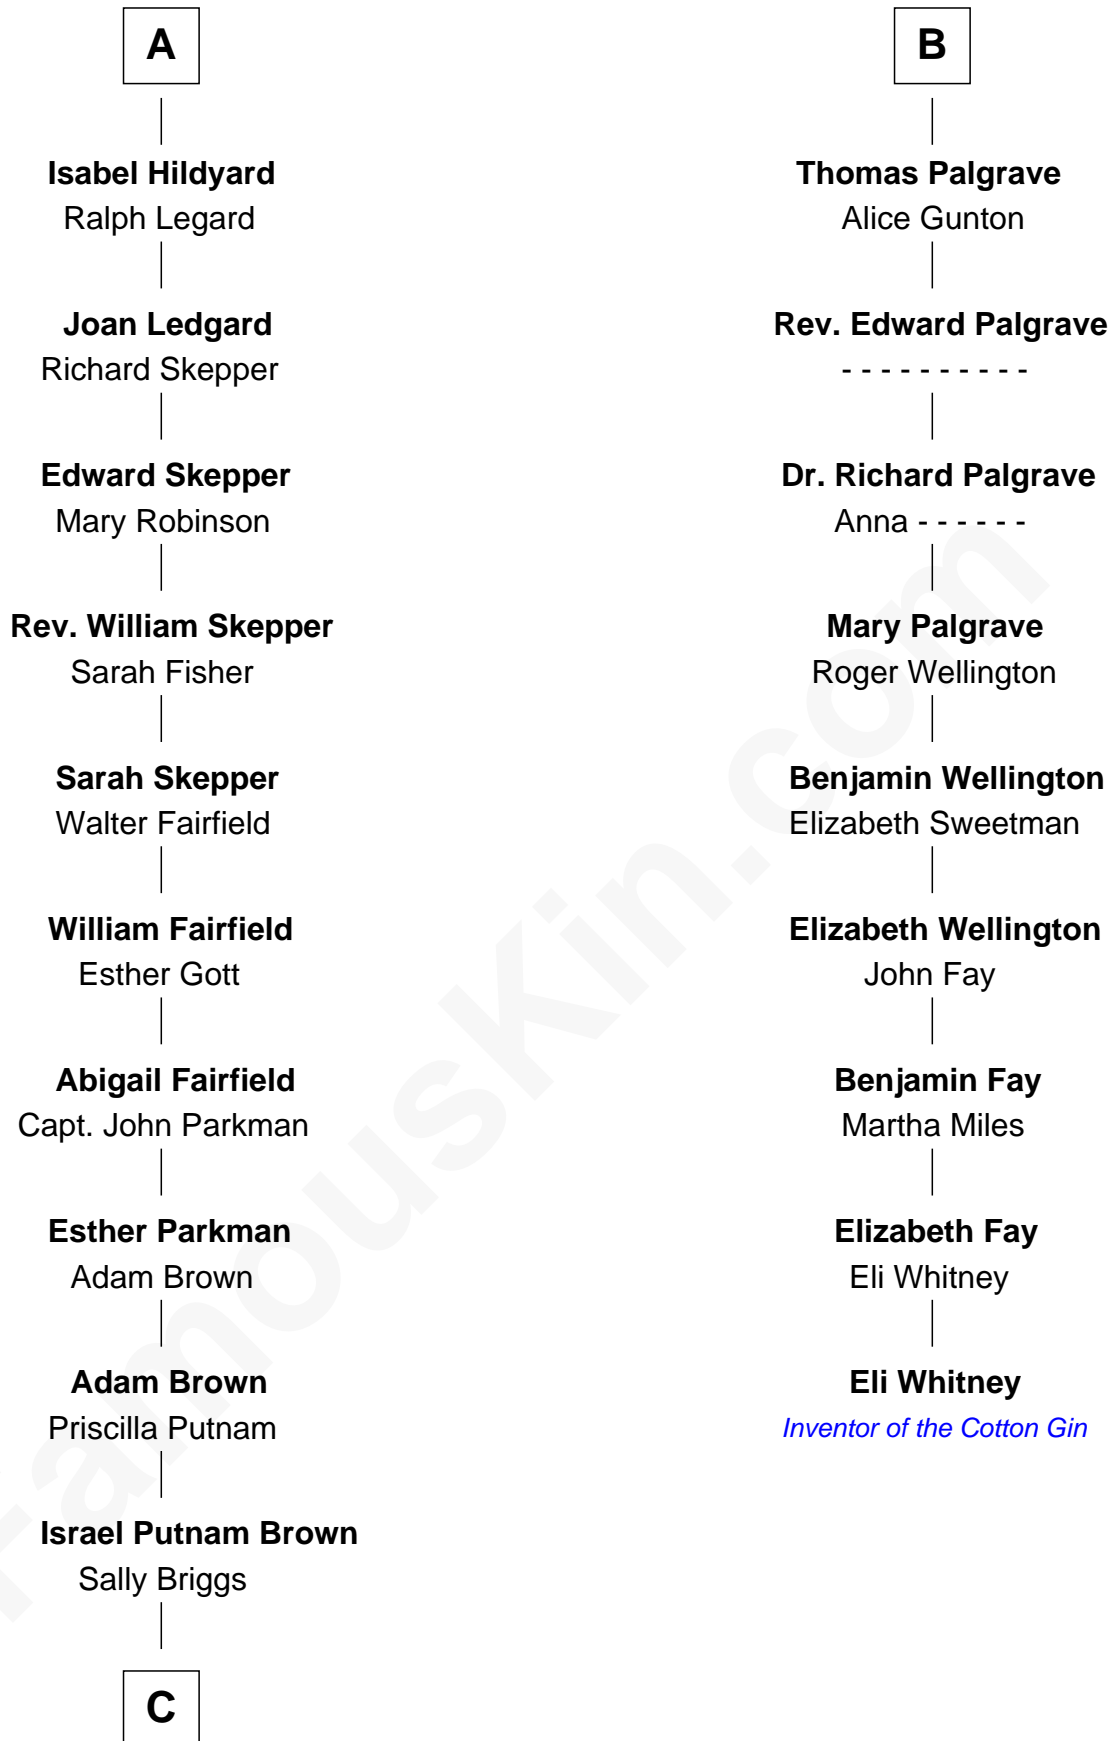 A
Isabel Hildyard
Ralph Legard
Joan Ledgard
Richard Skepper
Edward Skepper
Mary Robinson
Rev. William Skepper
Sarah Fisher
Sarah Skepper
Walter Fairfield
William Fairfield
Esther Gott
Abigail Fairfield
Capt. John Parkman
Esther Parkman
Adam Brown
Adam Brown
Priscilla Putnam
Israel Putnam Brown
Sally Briggs
C
B
Thomas Palgrave
Alice Gunton
Rev. Edward Palgrave
- - - - - - - - - -
Dr. Richard Palgrave
Anna - - - - - -
Mary Palgrave
Roger Wellington
Benjamin Wellington
Elizabeth Sweetman
Elizabeth Wellington
John Fay
Benjamin Fay
Martha Miles
Elizabeth Fay
Eli Whitney
Eli Whitney
Inventor of the Cotton Gin
FamousKin.com